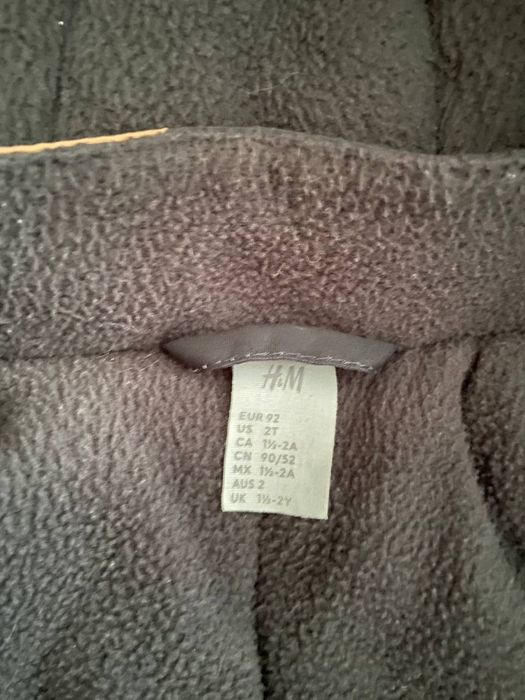 H&M
EUR 92
US 2T
CA 1½-2A
CN 90/52
MX 1½-2A
AUS 2
UK 1½-2Y